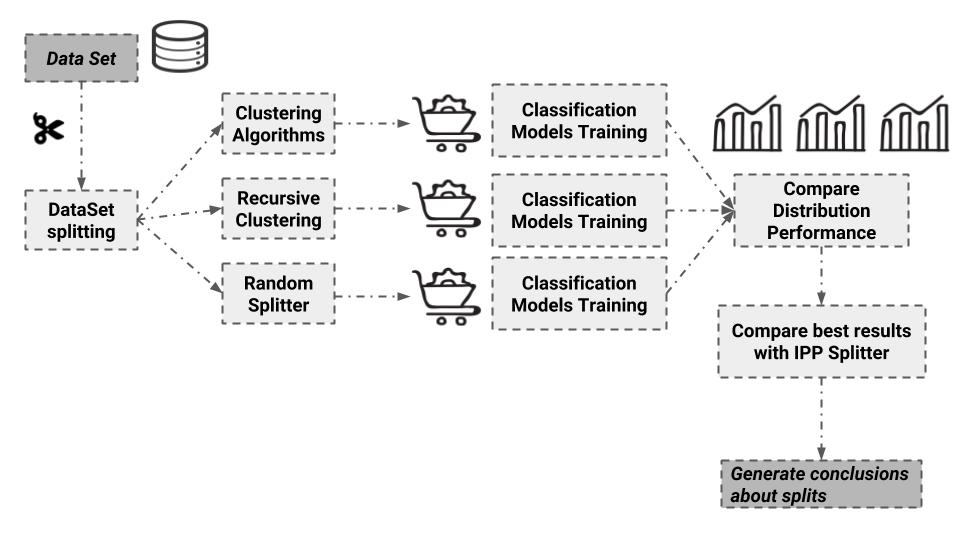 Data Set
DataSet
splitting
Clustering
Algorithms
Recursive
Clustering
Random
Splitter
Classification
Models Training
Classification
Models Training
Classification
Models Training
Compare
Distribution
Performance
Compare best results
with IPP Splitter
Generate conclusions
about splits